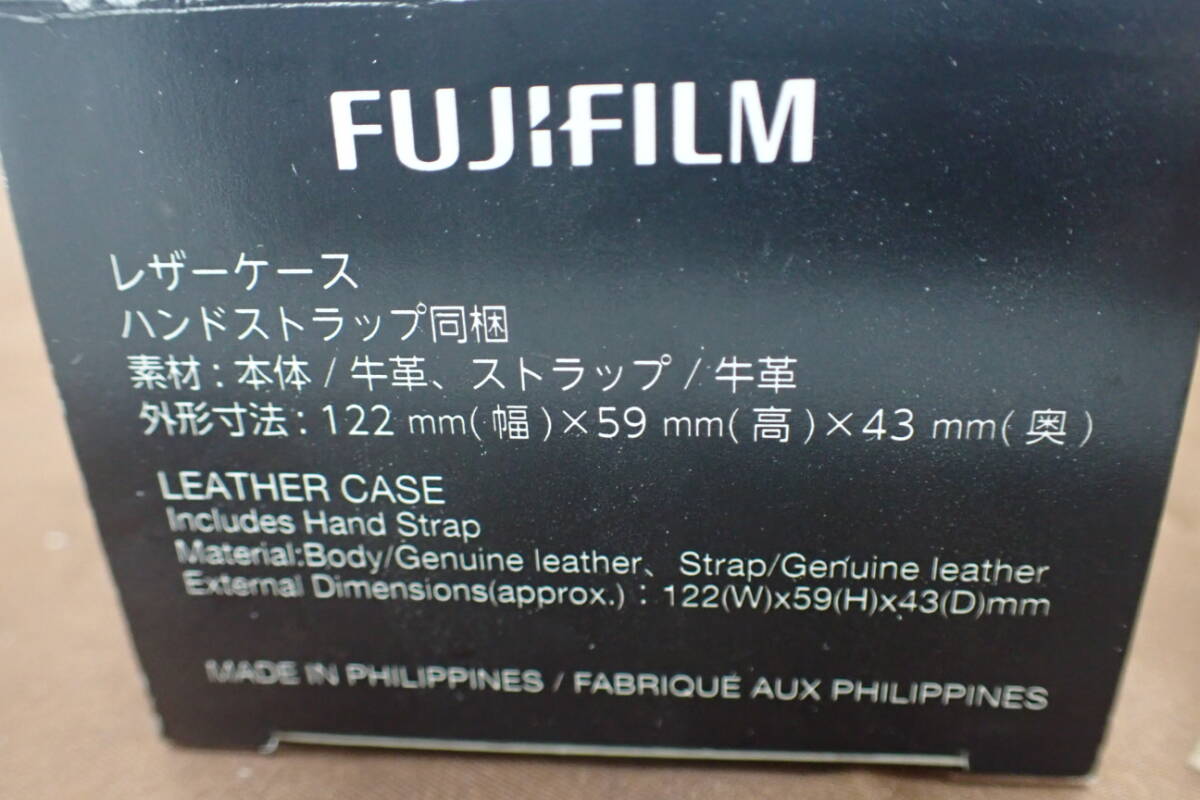 FUJIFILM
レザーケース
ハンドストラップ同梱
素材:本体/牛革、ストラップ/牛革
外形寸法:122 mm(幅)×59 mm(高)×43 mm(奥)
LEATHER CASE
Includes Hand Strap
Material:Body/Genuine leather、Strap/Genuine leather
External Dimensions(approx.):122(W)x59(H)x43(D)mm
MADE IN PHILIPPINES / FABRIQUÉ AUX PHILIPPINES